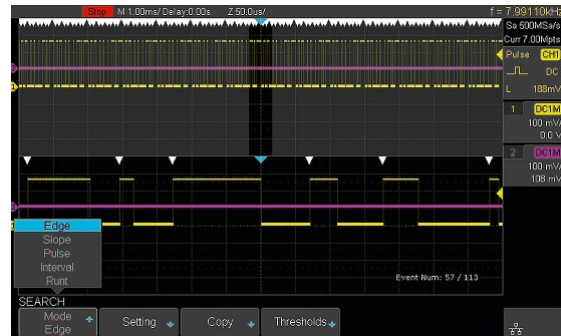 Stop M 1.00ms/ Delay:0.00s Z 50.0us/ f = 7.99110kHz
Sa 500MSa/s
Curr 7.00Mpts
Pulse CH1
DC
L 188mV
1 DC1M
100 mV/
0.0 V
2 DC1M
100 mV/
108 mV
Edge
Slope
Pulse
Interval
Runt
Event Num: 57 / 113
SEARCH
Mode
Edge
Setting
Copy
Thresholds